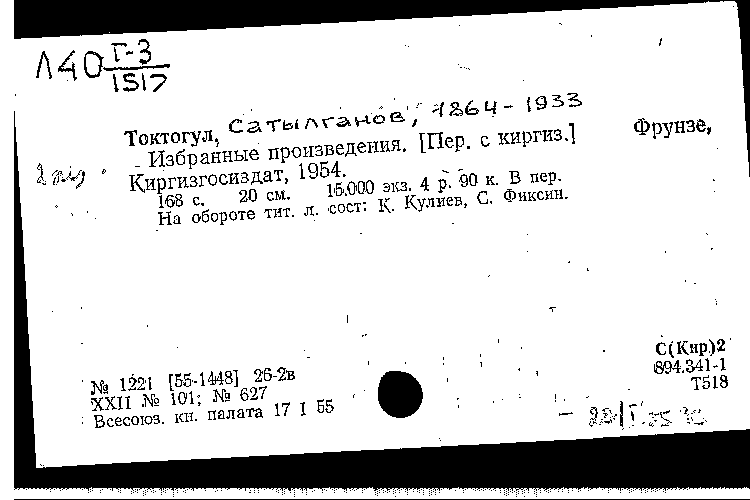 Л40 Г-3/1517
Токтогул, Сатылганов, 1864-1933
Избранные произведения. [Пер. с киргиз.] Фрунзе,
Киргизгосиздат, 1954.
168 с. 20 см. 15.000 экз. 4 р. 90 к. В пер.
На обороте тит. л. сост: К. Кулиев, С. Фиксин.
С(Кир.)2
894.341-1
Т518
№ 1221 [55-1448] 26-2в
XXII № 101; № 627
Всесоюз. кн. палата 17 I 55